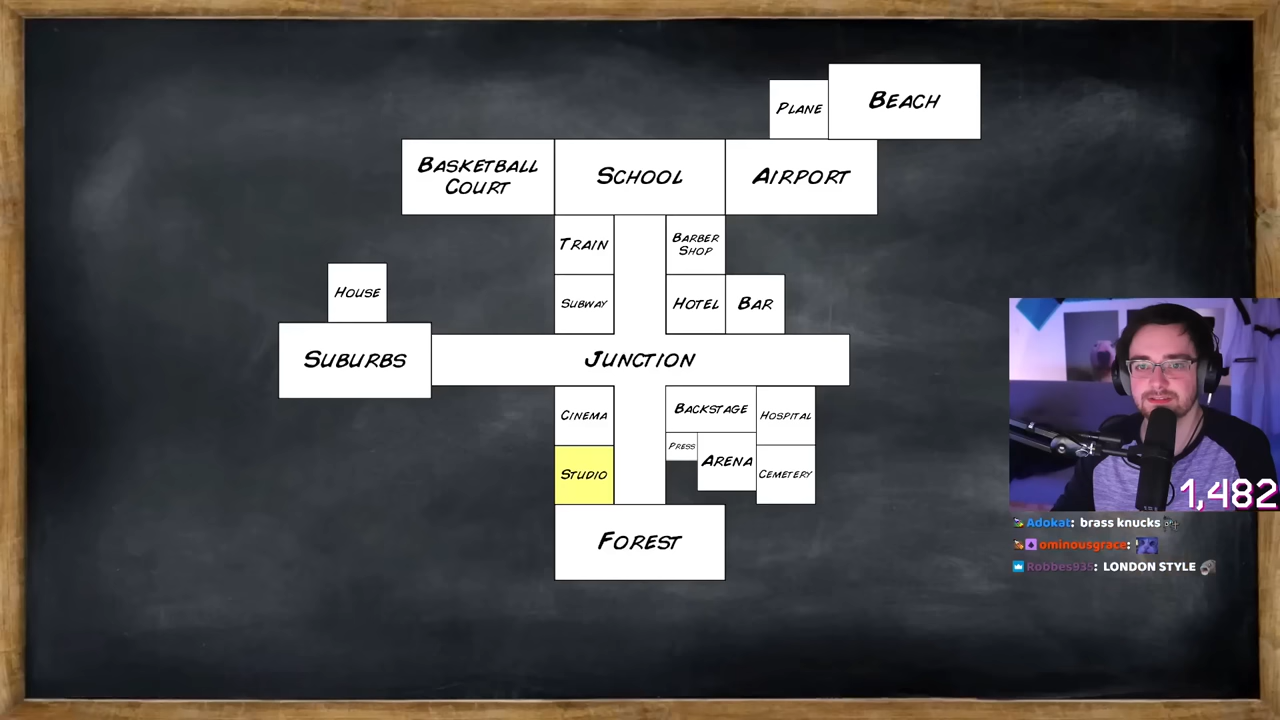 PLANE
BEACH
BASKETBALL
COURT
SCHOOL
AIRPORT
TRAIN
BARBER
SHOP
HOUSE
SUBWAY
HOTEL
BAR
SUBURBS
JUNCTION
CINEMA
BACKSTAGE
HOSPITAL
PRESS
ARENA
STUDIO
CEMETERY
FOREST
1,482
Adokat: brass knucks
ominousgrace:
Robbes935: LONDON STYLE